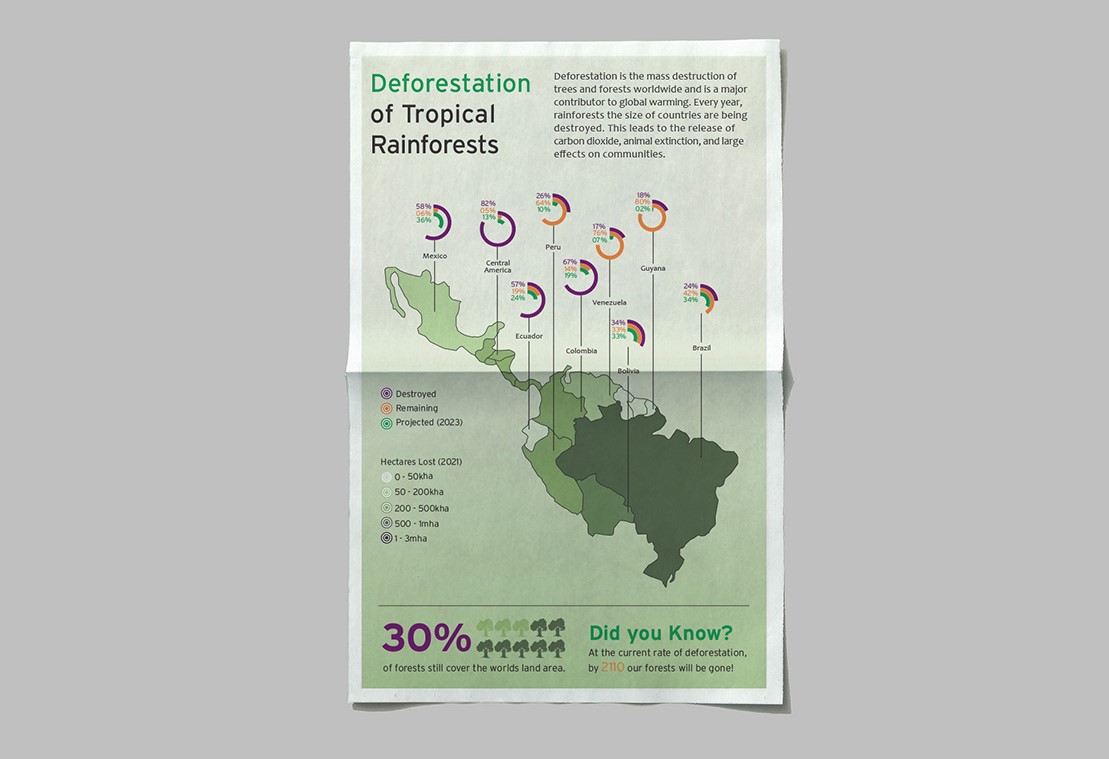 Deforestation
of Tropical
Rainforests
Deforestation is the mass destruction of
trees and forests worldwide and is a major
contributor to global warming. Every year,
rainforests the size of countries are being
destroyed. This leads to the release of
carbon dioxide, animal extinction, and large
effects on communities.
58%
06%
36%
Mexico
82%
05%
13%
Central
America
26%
64%
10%
Peru
18%
80%
02%
Guyana
17%
76%
07%
Venezuela
67%
14%
19%
Colombia
57%
19%
24%
Ecuador
34%
33%
33%
Bolivia
24%
42%
34%
Brazil
Destroyed
Remaining
Projected (2023)
Hectares Lost (2021)
0 - 50kha
50 - 200kha
200 - 500kha
500 - 1mha
1 - 3mha
30%
of forests still cover the worlds land area.
Did you Know?
At the current rate of deforestation,
by 2110 our forests will be gone!